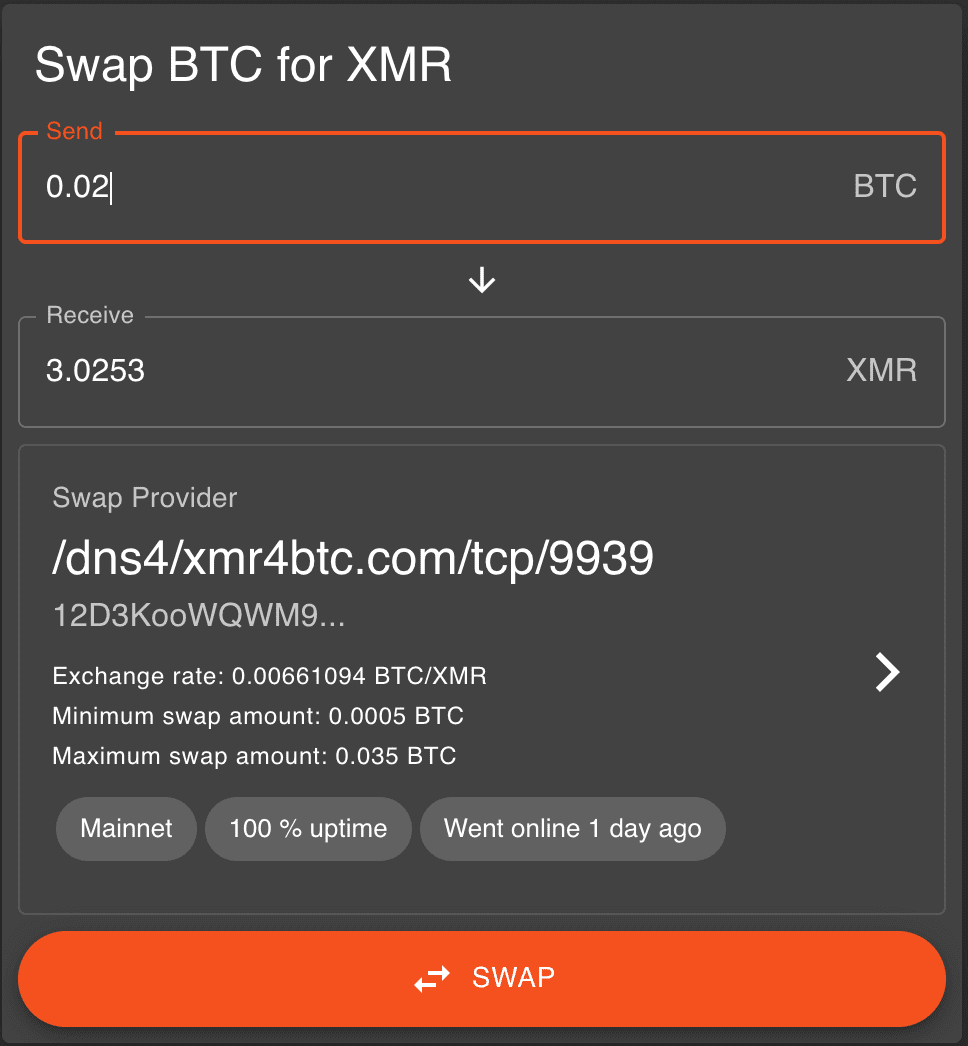 Swap BTC for XMR
Send
0.02 BTC
Receive
3.0253 XMR
Swap Provider
/dns4/xmr4btc.com/tcp/9939
12D3KooWQWM9...
Exchange rate: 0.00661094 BTC/XMR
Minimum swap amount: 0.0005 BTC
Maximum swap amount: 0.035 BTC
Mainnet 100 % uptime Went online 1 day ago
SWAP